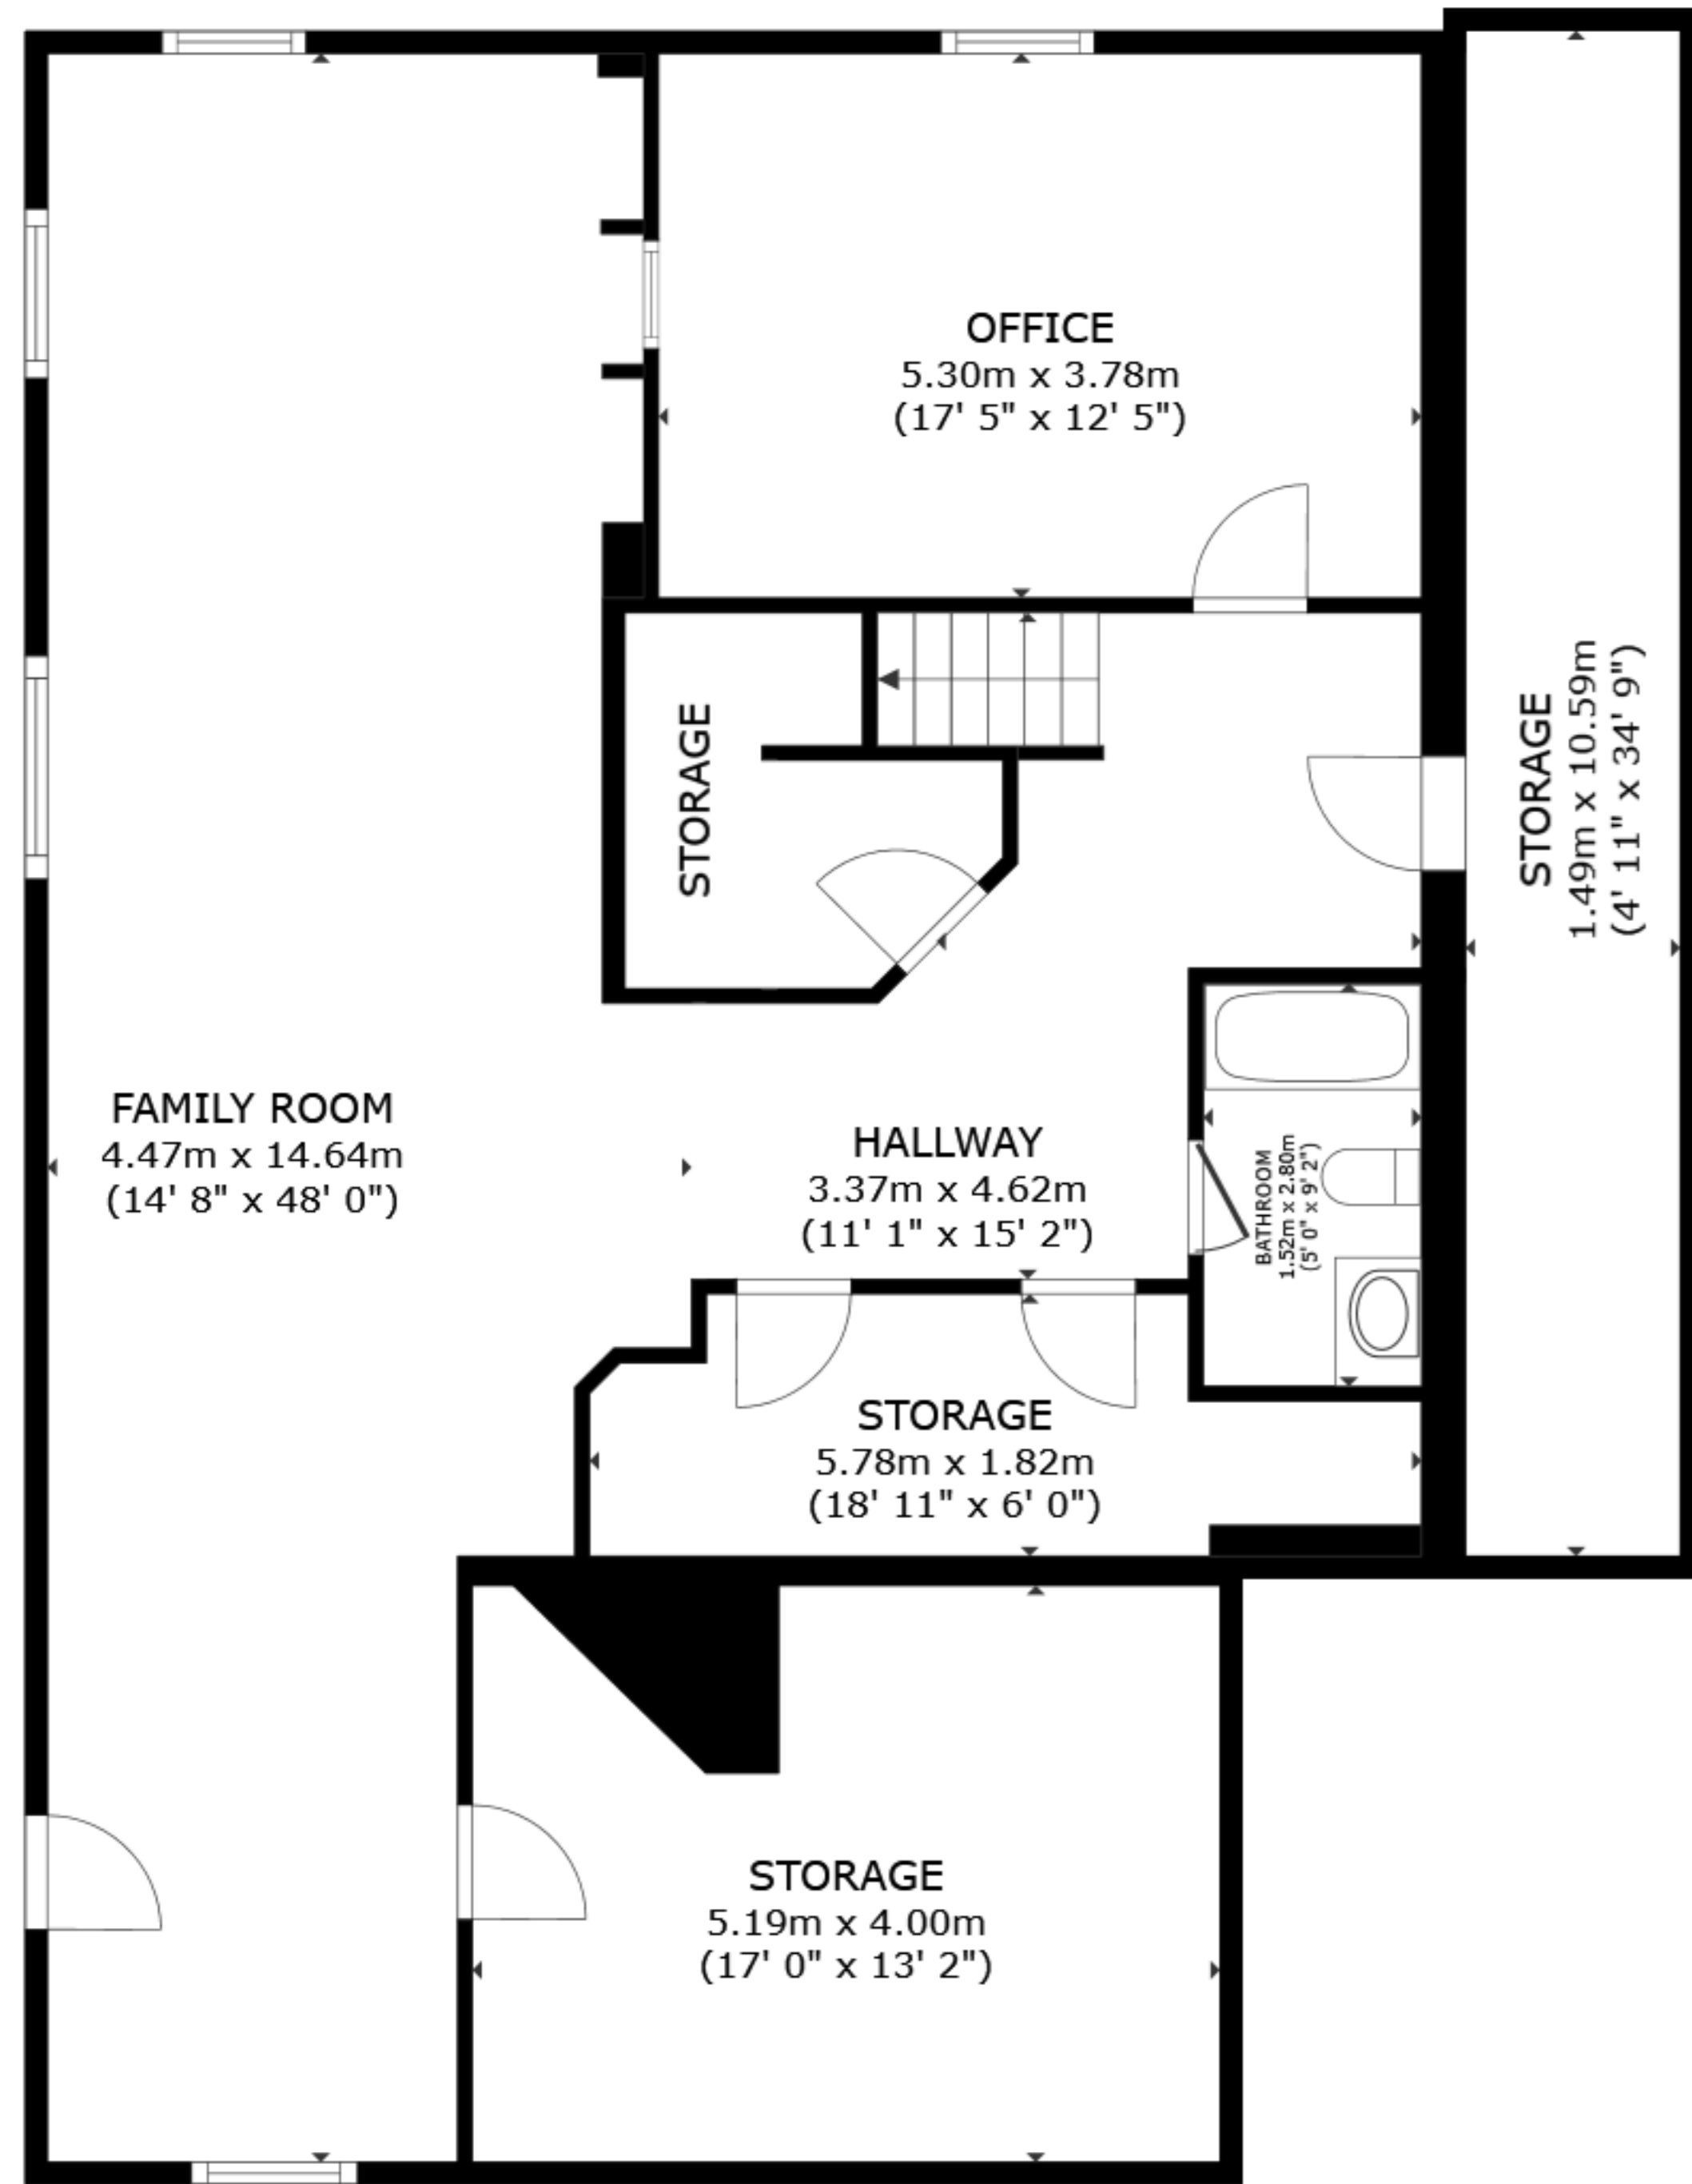 OFFICE
5.30m x 3.78m
(17' 5" x 12' 5")
STORAGE
STORAGE
1.49m x 10.59m
(4' 11" x 34' 9")
FAMILY ROOM
4.47m x 14.64m
(14' 8" x 48' 0")
HALLWAY
3.37m x 4.62m
(11' 1" x 15' 2")
BATHROOM
1.52m x 2.80m
(5' 0" x 9' 2")
STORAGE
5.78m x 1.82m
(18' 11" x 6' 0")
STORAGE
5.19m x 4.00m
(17' 0" x 13' 2")